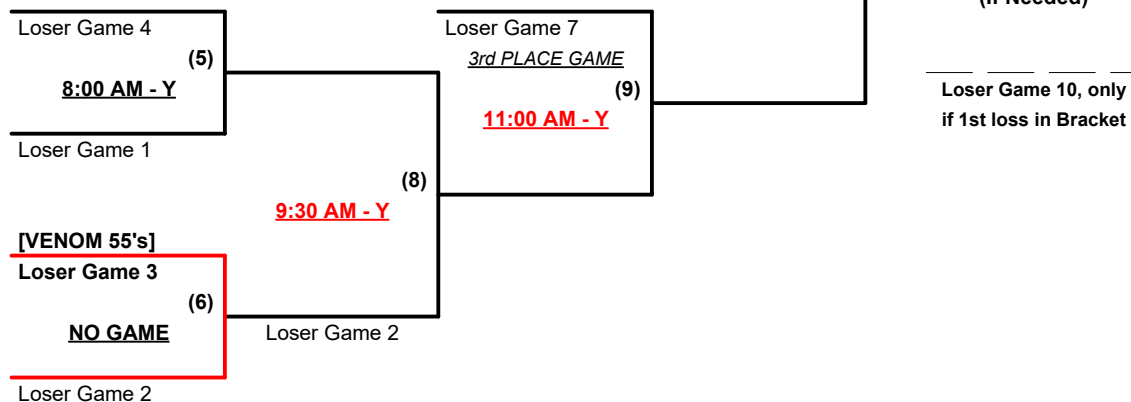 (If Needed)
Loser Game 4
(5)
8:00 AM - Y
Loser Game 1
Loser Game 7
3rd PLACE GAME
(9)
11:00 AM - Y
Loser Game 10, only
if 1st loss in Bracket
(8)
9:30 AM - Y
[VENOM 55's]
Loser Game 3
(6)
NO GAME
Loser Game 2
Loser Game 2